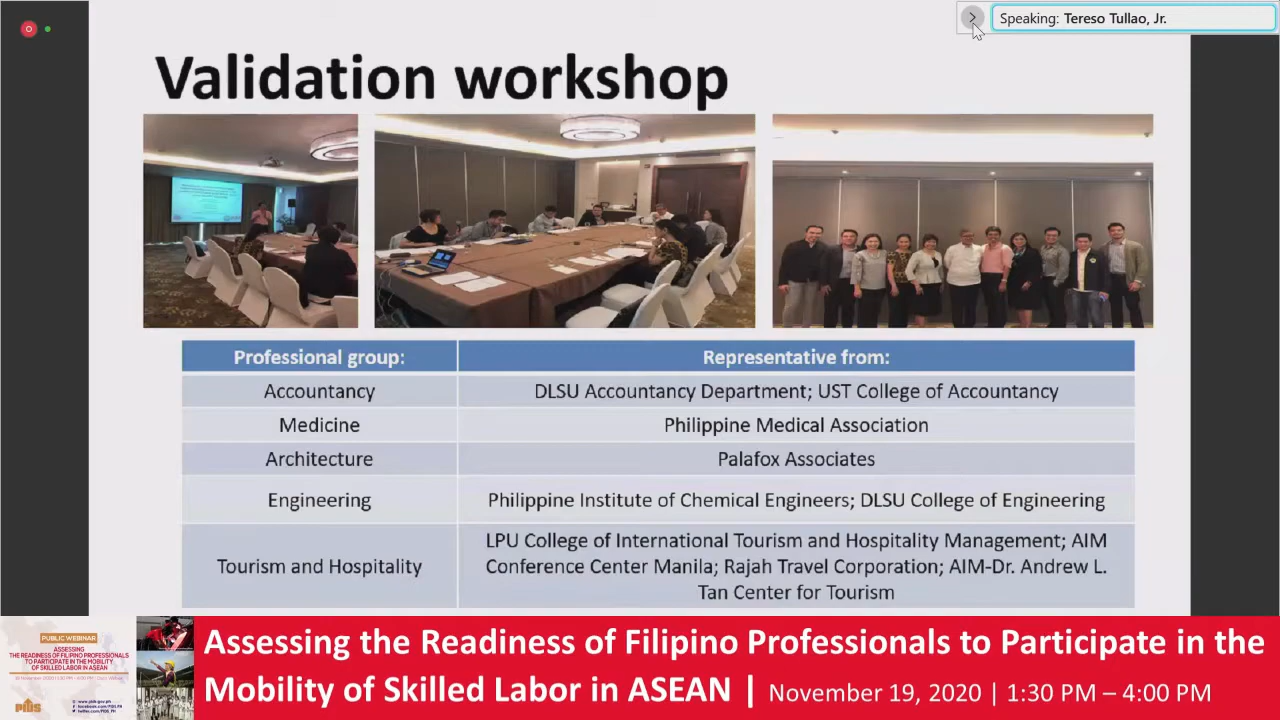 Speaking: Tereso Tullao, Jr.
Validation workshop
Professional group:
Representative from:
Accountancy
DLSU Accountancy Department; UST College of Accountancy
Medicine
Philippine Medical Association
Architecture
Palafox Associates
Engineering
Philippine Institute of Chemical Engineers; DLSU College of Engineering
Tourism and Hospitality
LPU College of International Tourism and Hospitality Management; AIM
Conference Center Manila; Rajah Travel Corporation; AIM-Dr. Andrew L.
Tan Center for Tourism
PUBLIC WEBINAR
ASSESSING
THE READINESS OF FILIPINO PROFESSIONALS
TO PARTICIPATE IN THE MOBILITY
OF SKILLED LABOR IN ASEAN
Assessing the Readiness of Filipino Professionals to Participate in the
Mobility of Skilled Labor in ASEAN | November 19, 2020 | 1:30 PM – 4:00 PM